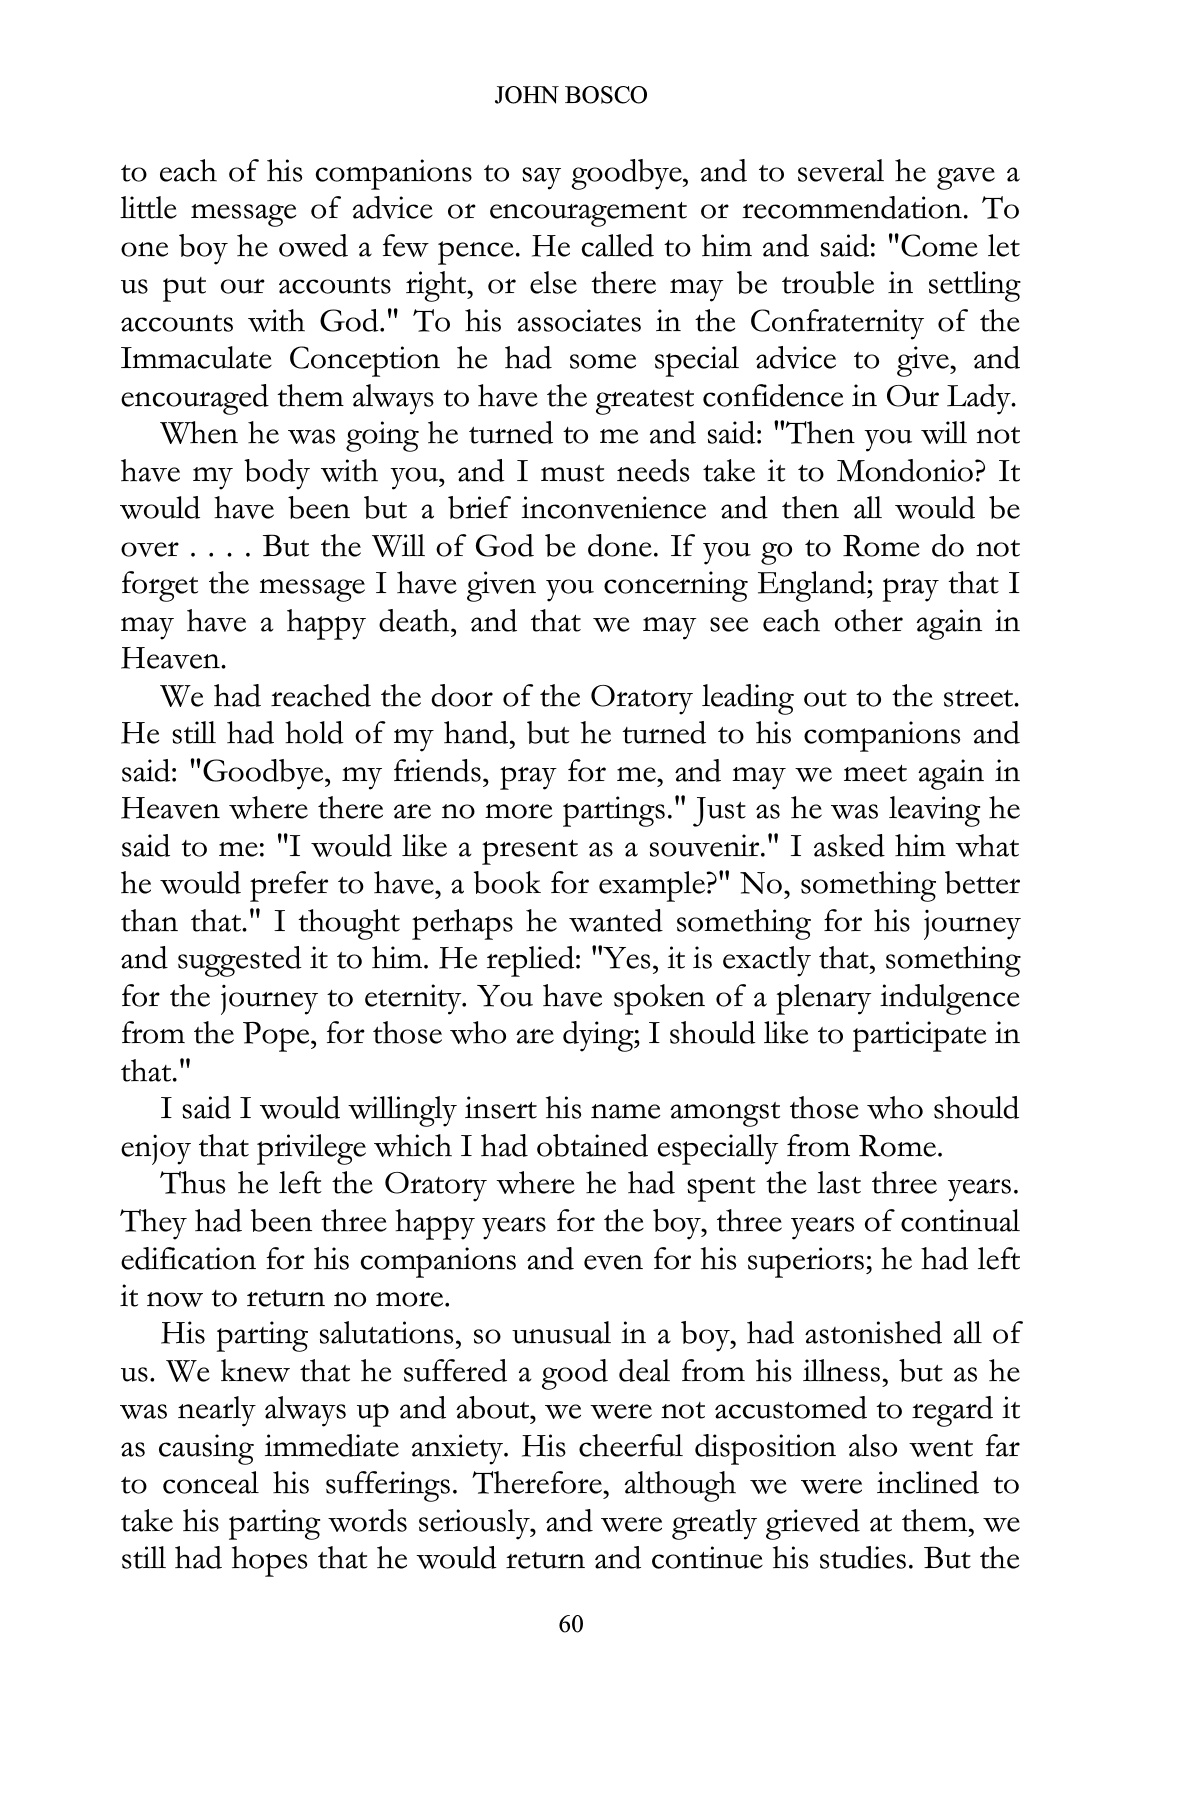 JOHN BOSCO
to each of his companions to say goodbye, and to several he gave a
little message of advice or encouragement or recommendation. To
one boy he owed a few pence. He called to him and said: "Come let
us put our accounts right, or else there may be trouble in settling
accounts with God." To his associates in the Confraternity of the
Immaculate Conception he had some special advice to give, and
encouraged them always to have the greatest confidence in Our Lady.
When he was going he turned to me and said: "Then you will not
have my body with you, and I must needs take it to Mondonio? It
would have been but a brief inconvenience and then all would be
over . . . . But the Will of God be done. If you go to Rome do not
forget the message I have given you concerning England; pray that I
may have a happy death, and that we may see each other again in
Heaven.
We had reached the door of the Oratory leading out to the street.
He still had hold of my hand, but he turned to his companions and
said: "Goodbye, my friends, pray for me, and may we meet again in
Heaven where there are no more partings." Just as he was leaving he
said to me: "I would like a present as a souvenir." I asked him what
he would prefer to have, a book for example?" No, something better
than that." I thought perhaps he wanted something for his journey
and suggested it to him. He replied: "Yes, it is exactly that, something
for the journey to eternity. You have spoken of a plenary indulgence
from the Pope, for those who are dying; I should like to participate in
that."
I said I would willingly insert his name amongst those who should
enjoy that privilege which I had obtained especially from Rome.
Thus he left the Oratory where he had spent the last three years.
They had been three happy years for the boy, three years of continual
edification for his companions and even for his superiors; he had left
it now to return no more.
His parting salutations, so unusual in a boy, had astonished all of
us. We knew that he suffered a good deal from his illness, but as he
was nearly always up and about, we were not accustomed to regard it
as causing immediate anxiety. His cheerful disposition also went far
to conceal his sufferings. Therefore, although we were inclined to
take his parting words seriously, and were greatly grieved at them, we
still had hopes that he would return and continue his studies. But the
60